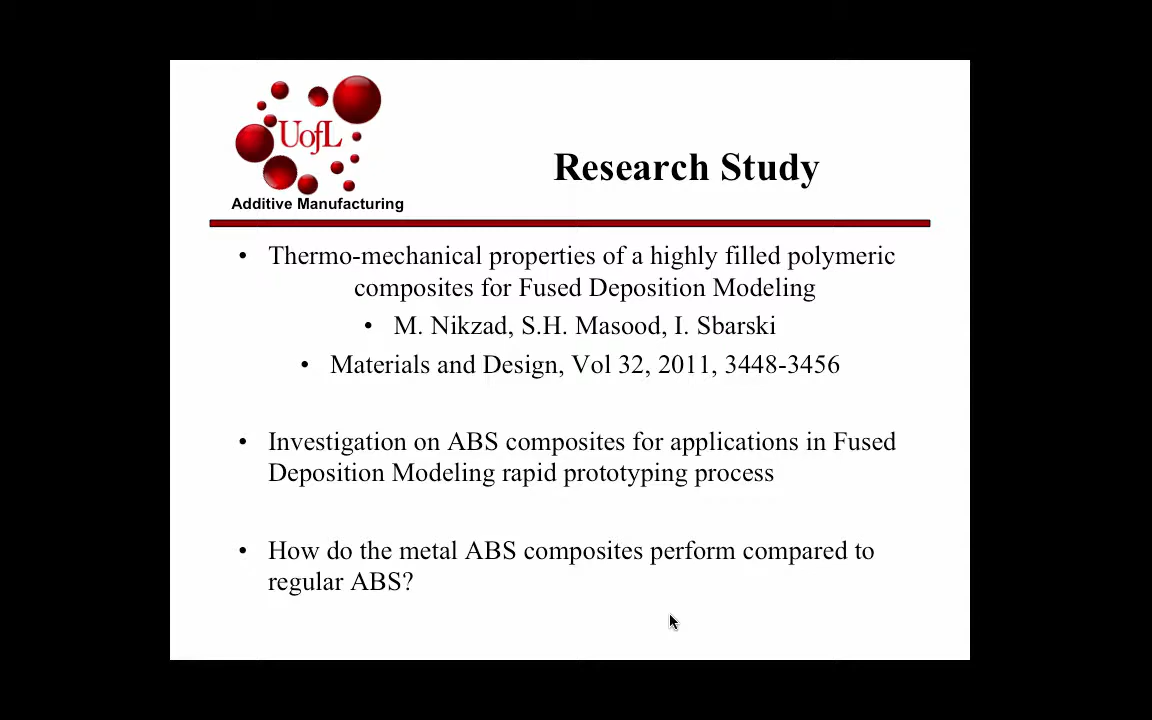 UofL
Additive Manufacturing
Research Study
• Thermo-mechanical properties of a highly filled polymeric
composites for Fused Deposition Modeling
• M. Nikzad, S.H. Masood, I. Sbarski
• Materials and Design, Vol 32, 2011, 3448-3456
• Investigation on ABS composites for applications in Fused
Deposition Modeling rapid prototyping process
• How do the metal ABS composites perform compared to
regular ABS?